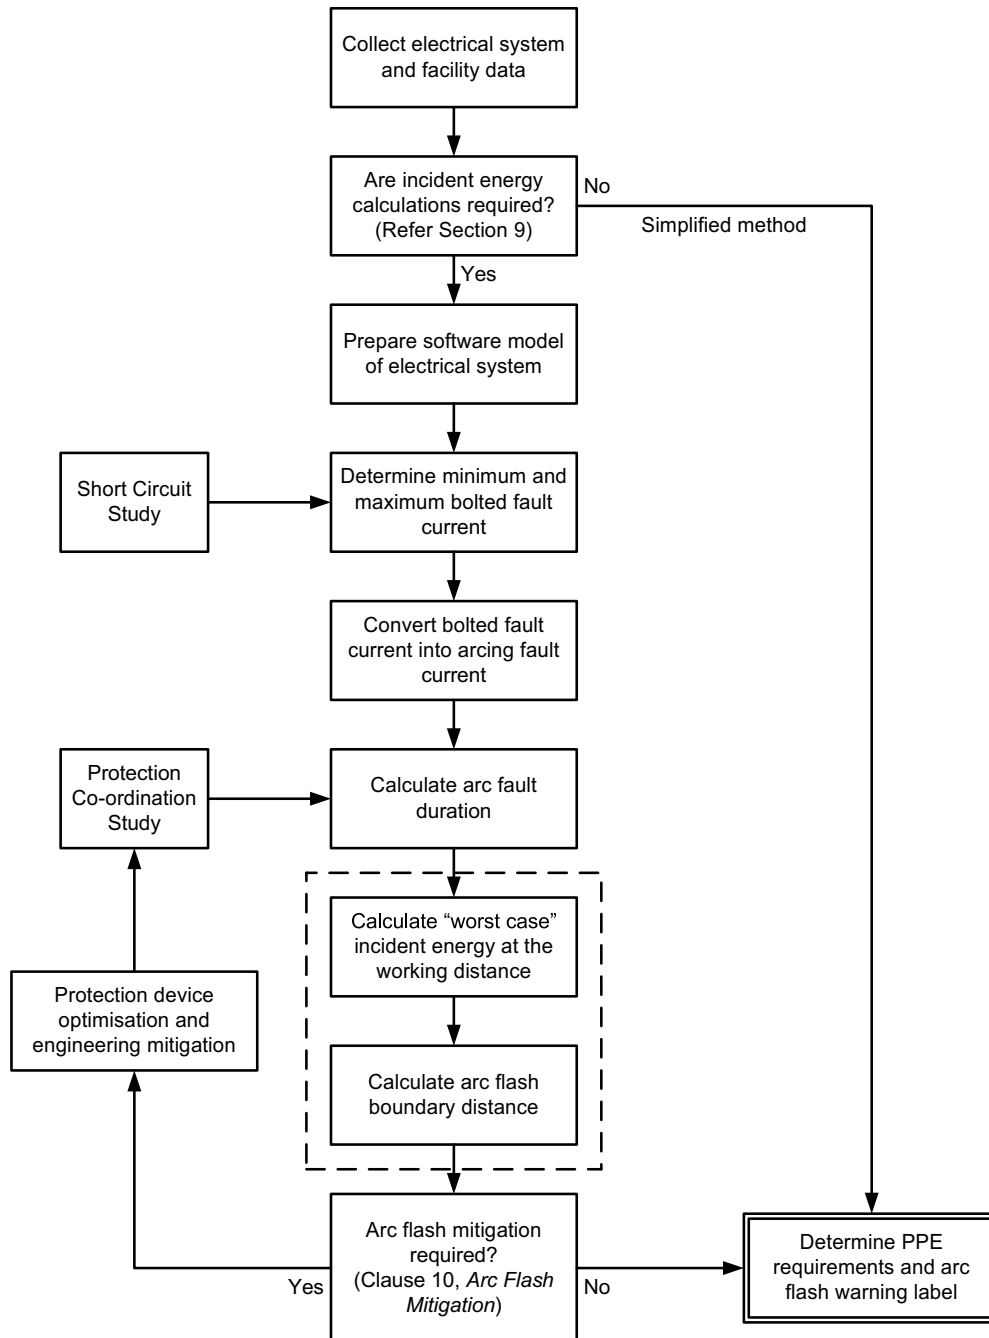 Collect electrical system
and facility data
Are incident energy
calculations required?
(Refer Section 9)
No
Simplified method
Yes
Prepare software model
of electrical system
Short Circuit
Study
Determine minimum and
maximum bolted fault
current
Convert bolted fault
current into arcing fault
current
Protection
Co-ordination
Study
Calculate arc fault
duration
Calculate “worst case”
incident energy at the
working distance
Protection device
optimisation and
engineering mitigation
Calculate arc flash
boundary distance
Arc flash mitigation
required?
(Clause 10, Arc Flash
Mitigation)
Yes
No
Determine PPE
requirements and arc
flash warning label